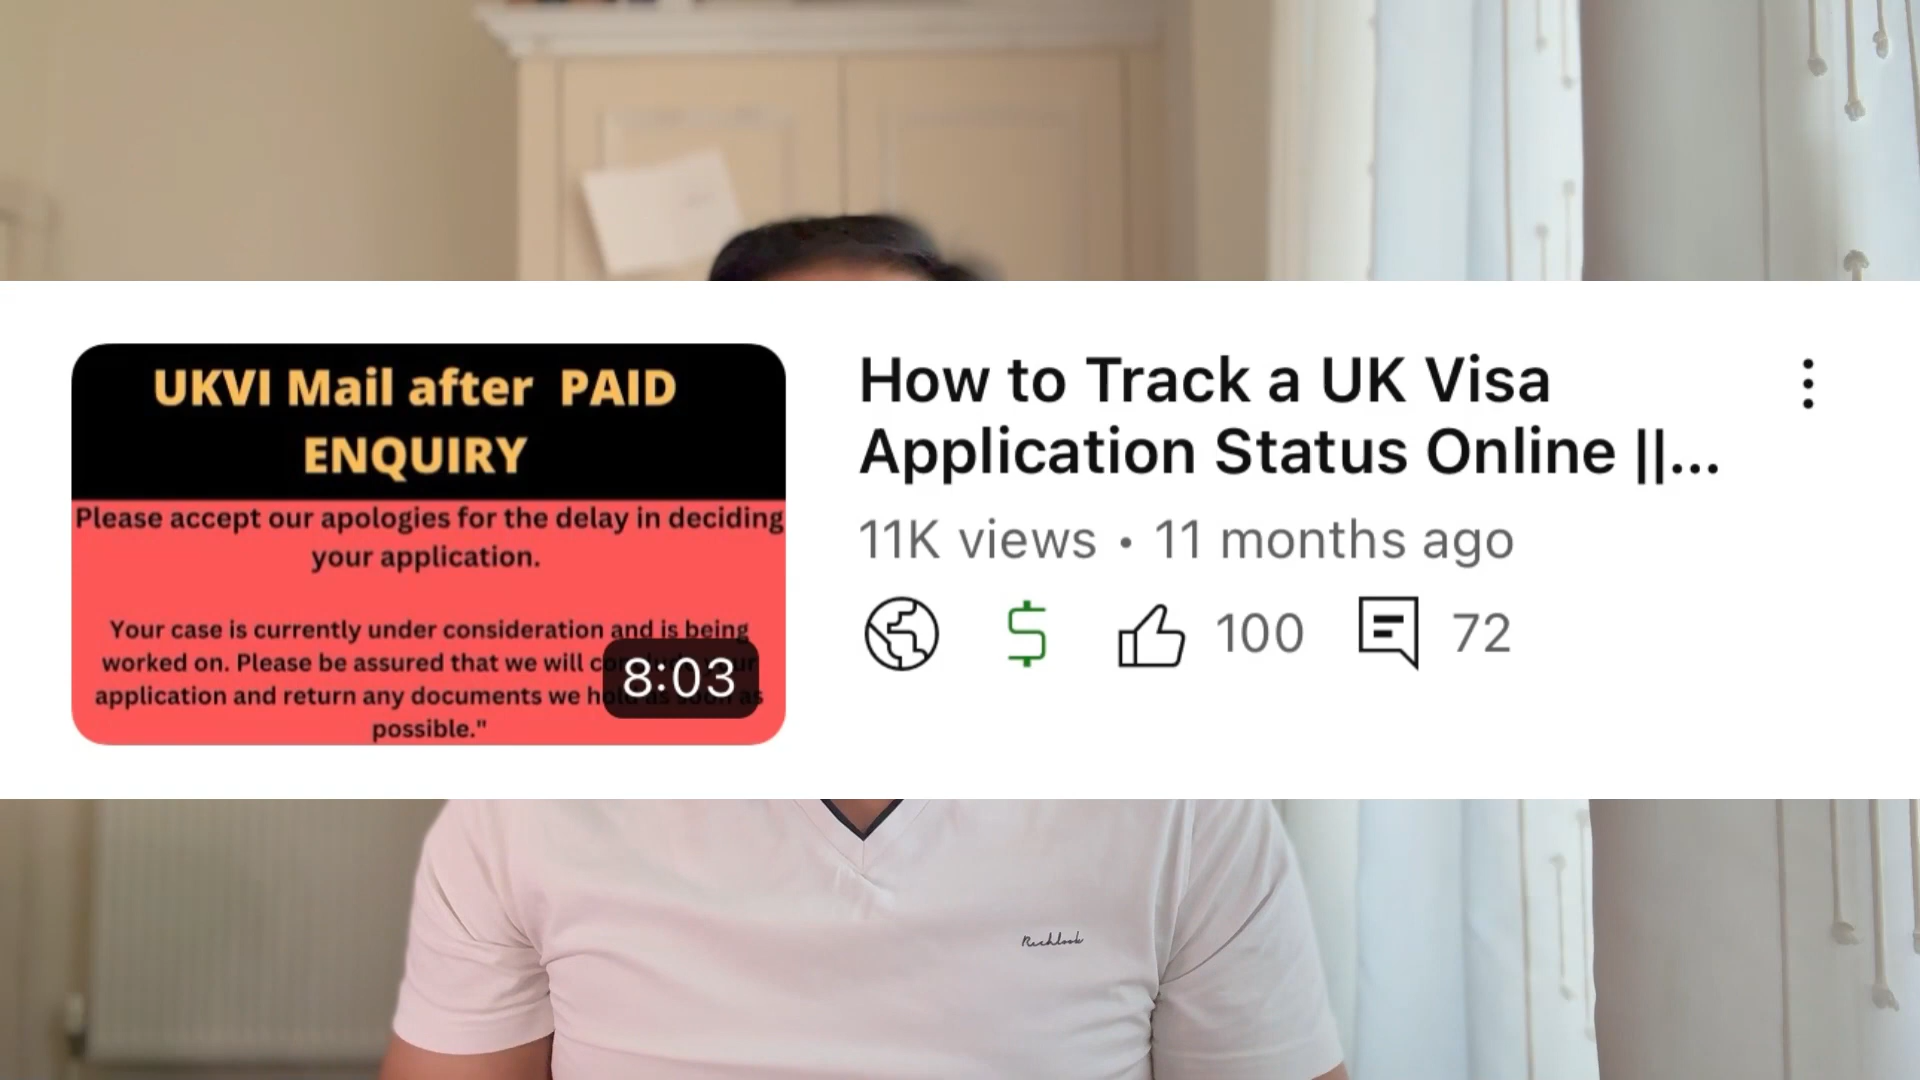 UKVI Mail after PAID
ENQUIRY
Please accept our apologies for the delay in deciding
your application.
Your case is currently under consideration and is being
worked on. Please be assured that we will
application and return any documents we
possible."
8:03
How to Track a UK Visa
Application Status Online ||...
11K views • 11 months ago
100
72
Richlook